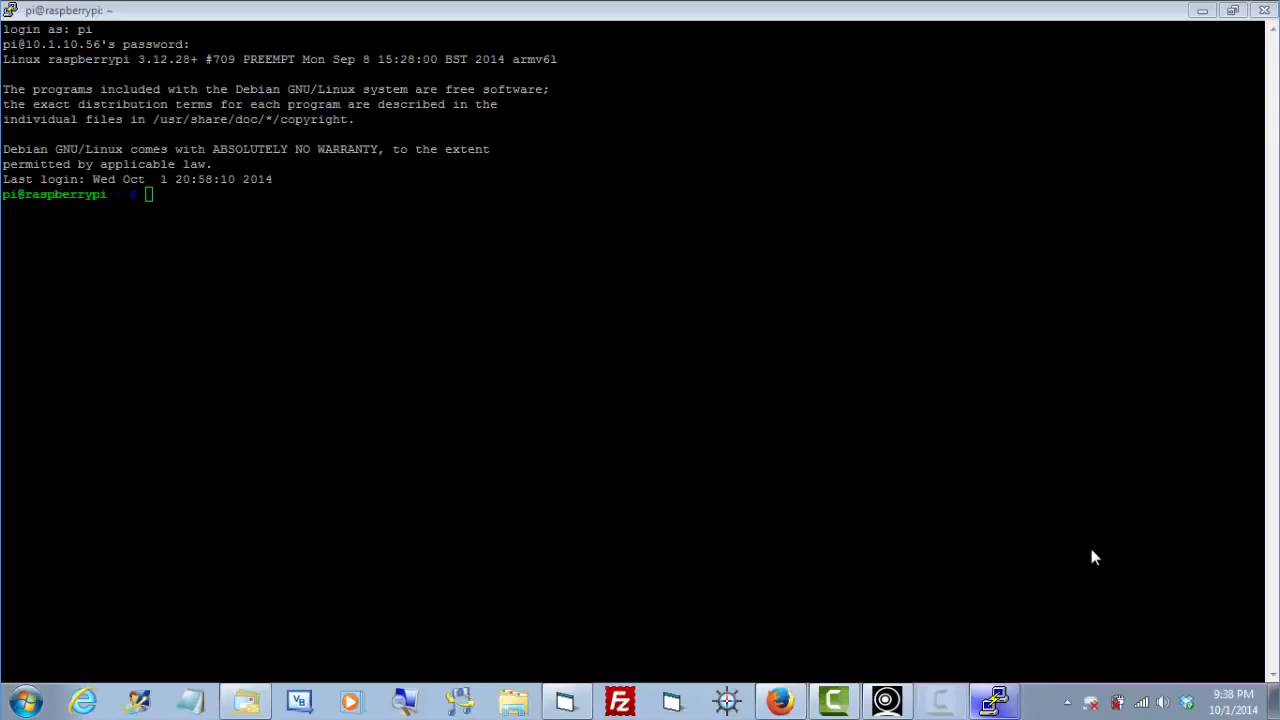 pi@raspberrypi: ~
login as: pi
pi@10.1.10.56's password:
Linux raspberrypi 3.12.28+ #709 PREEMPT Mon Sep 8 15:28:00 BST 2014 armv6l
The programs included with the Debian GNU/Linux system are free software;
the exact distribution terms for each program are described in the
individual files in /usr/share/doc/*/copyright.
Debian GNU/Linux comes with ABSOLUTELY NO WARRANTY, to the extent
permitted by applicable law.
Last login: Wed Oct  1 20:58:10 2014
pi@raspberrypi ~ $
VB
Fz
9:38 PM
10/1/2014